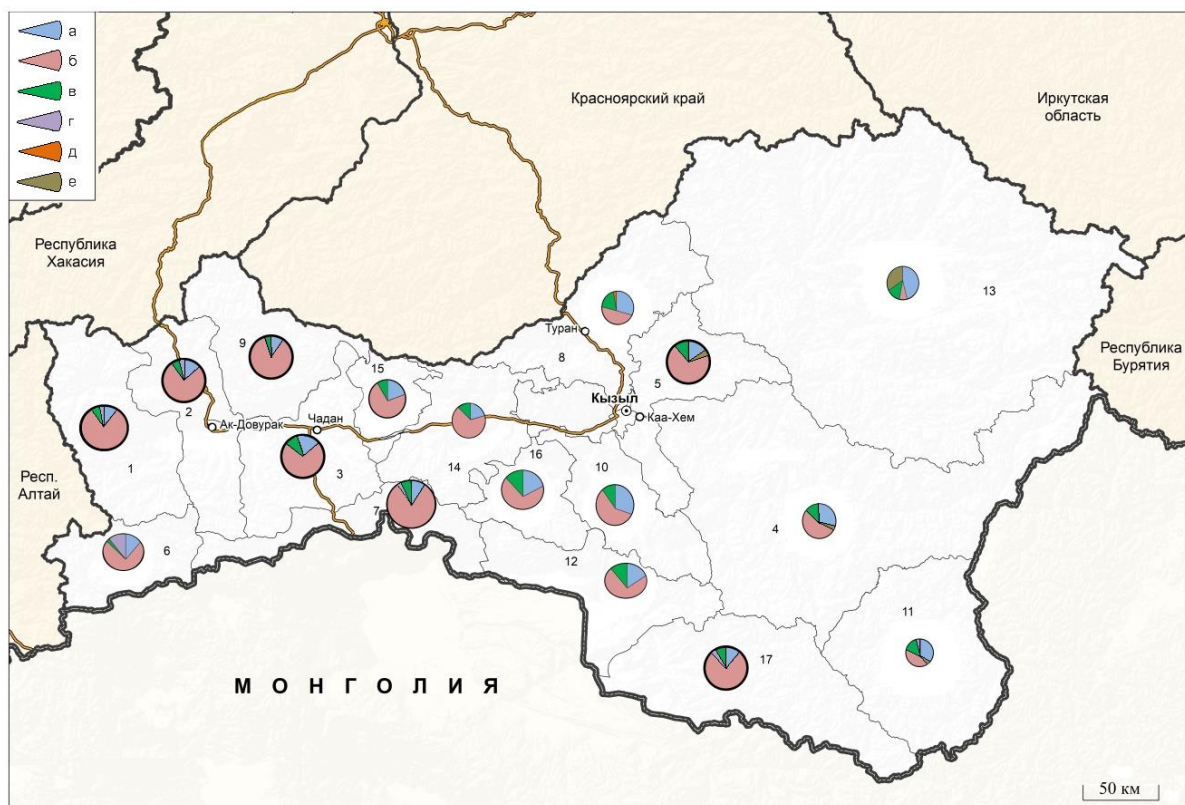 а
б
в
г
д
е
Красноярский край
Иркутская
область
Республика
Хакасия
13
Туран
8
Республика
Бурятия
9
15
5
2
Кызыл
Каа-Хем
Ак-Довурак
Чадан
1
3
14
16
10
Респ.
Алтай
7
4
6
12
11
17
МОНГОЛИЯ
50 км